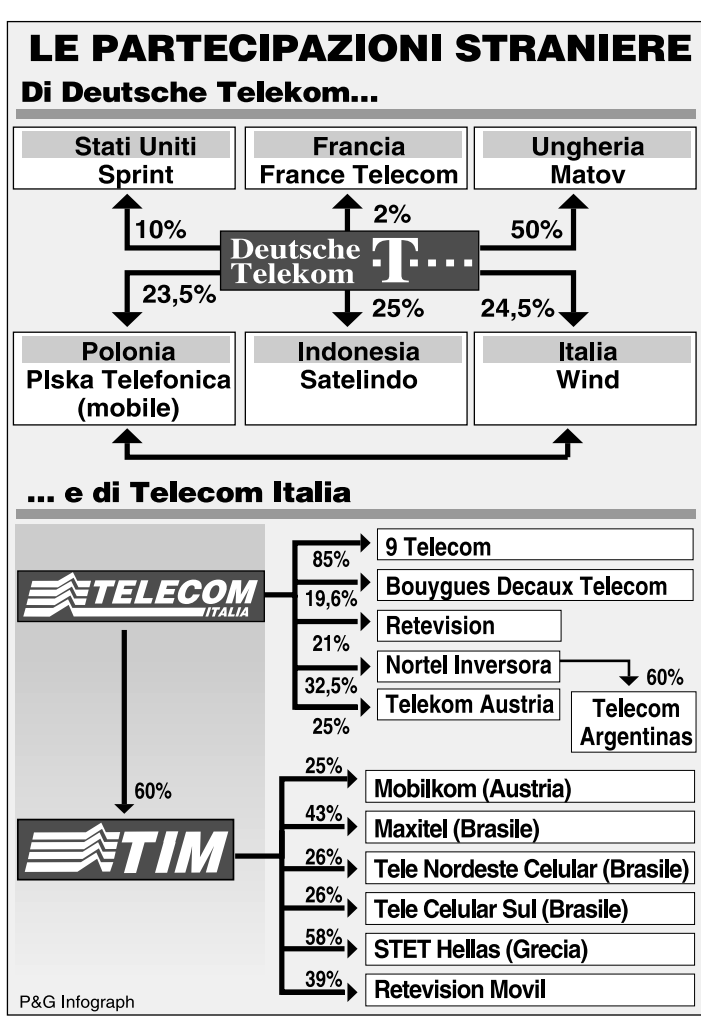 LE PARTECIPAZIONI STRANIERE
Di Deutsche Telekom...
Stati Uniti
Sprint
Francia
France Telecom
Ungheria
Matov
10%
2%
50%
Deutsche
Telekom
T
23,5%
25%
24,5%
Polonia
Plska Telefonica
(mobile)
Indonesia
Satelindo
Italia
Wind
... e di Telecom Italia
TELECOM
ITALIA
85%
9 Telecom
19,6%
Bouygues Decaux Telecom
21%
Retevision
32,5%
Nortel Inversora
60%
Telecom
Argentinas
25%
Telekom Austria
60%
TIM
25%
Mobilkom (Austria)
43%
Maxitel (Brasile)
26%
Tele Nordeste Celular (Brasile)
26%
Tele Celular Sul (Brasile)
58%
STET Hellas (Grecia)
39%
Retevision Movil
P&G Infograph